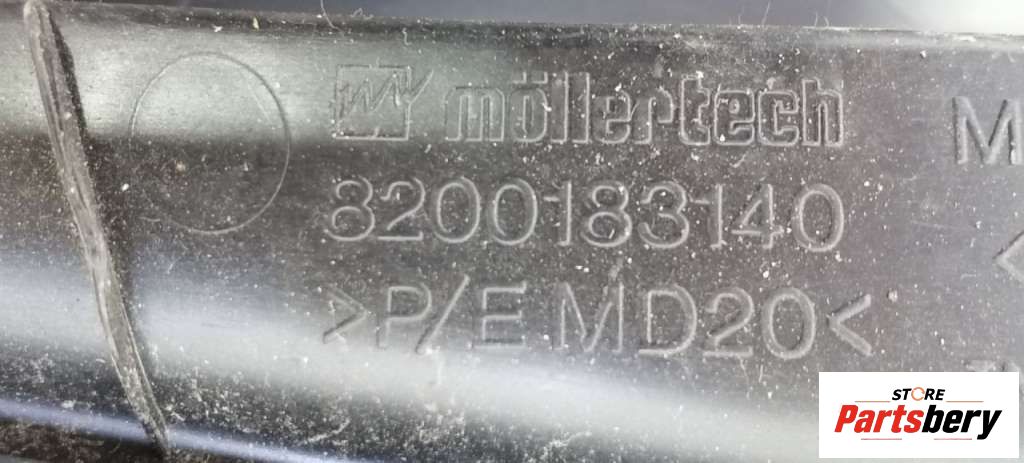 möllertech
8200183140
>P/E MD20<
M
STORE
Partsbery